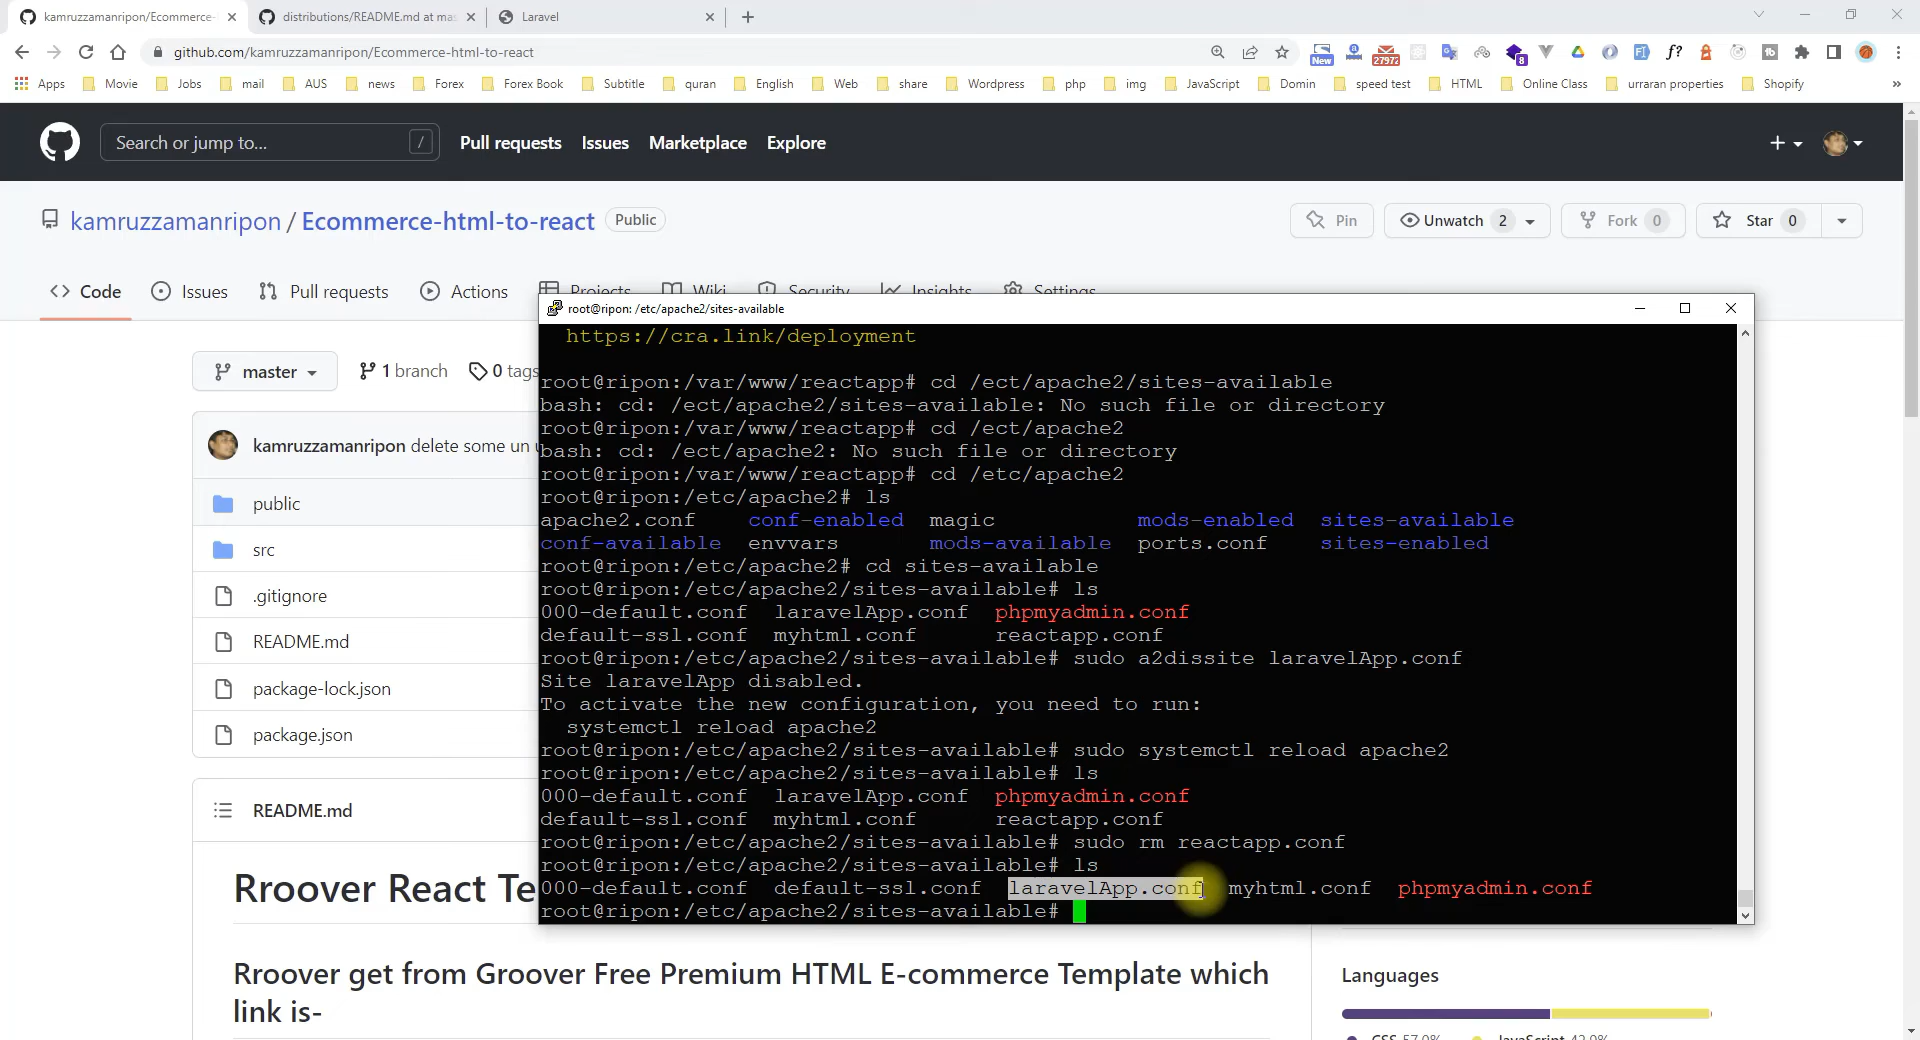 kamruzzamanripon/Ecommerce-
distributions/README.md at mas
Laravel
github.com/kamruzzamanripon/Ecommerce-html-to-react
New
27972
8
f?
Apps
Movie
Jobs
mail
AUS
news
Forex
Forex Book
Subtitle
quran
English
Web
share
Wordpress
php
img
JavaScript
Domin
speed test
HTML
Online Class
urraran properties
Shopify
»
Search or jump to...
/
Pull requests
Issues
Marketplace
Explore
kamruzzamanripon / Ecommerce-html-to-react
Public
Pin
Unwatch 2
Fork 0
Star 0
Code
Issues
Pull requests
Actions
Projects
Wiki
Security
Insights
Settings
master
1 branch
0 tags
kamruzzamanripon delete some un u
public
src
.gitignore
README.md
package-lock.json
package.json
README.md
Rroover React Te
Rroover get from Groover Free Premium HTML E-commerce Template which
link is-
Languages
CSS 57.0%
JavaScript 42.9%
root@ripon: /etc/apache2/sites-available
https://cra.link/deployment
root@ripon:/var/www/reactapp# cd /ect/apache2/sites-available
bash: cd: /ect/apache2/sites-available: No such file or directory
root@ripon:/var/www/reactapp# cd /ect/apache2
bash: cd: /ect/apache2: No such file or directory
root@ripon:/var/www/reactapp# cd /etc/apache2
root@ripon:/etc/apache2# ls
apache2.conf conf-enabled magic mods-enabled sites-available
conf-available envvars mods-available ports.conf sites-enabled
root@ripon:/etc/apache2# cd sites-available
root@ripon:/etc/apache2/sites-available# ls
000-default.conf laravelApp.conf phpmyadmin.conf
default-ssl.conf myhtml.conf reactapp.conf
root@ripon:/etc/apache2/sites-available# sudo a2dissite laravelApp.conf
Site laravelApp disabled.
To activate the new configuration, you need to run:
systemctl reload apache2
root@ripon:/etc/apache2/sites-available# sudo systemctl reload apache2
root@ripon:/etc/apache2/sites-available# ls
000-default.conf laravelApp.conf phpmyadmin.conf
default-ssl.conf myhtml.conf reactapp.conf
root@ripon:/etc/apache2/sites-available# sudo rm reactapp.conf
root@ripon:/etc/apache2/sites-available# ls
000-default.conf default-ssl.conf laravelApp.conf myhtml.conf phpmyadmin.conf
root@ripon:/etc/apache2/sites-available#